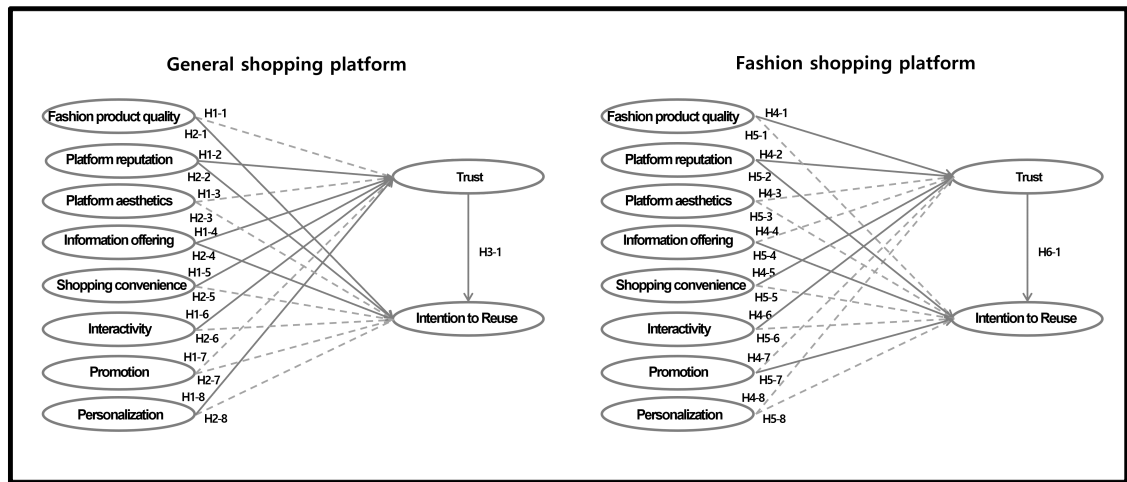 General shopping platform
Fashion product quality
Platform reputation
Platform aesthetics
Information offering
Shopping convenience
Interactivity
Promotion
Personalization
H1-1
H2-1
H1-2
H2-2
H1-3
H2-3
H1-4
H2-4
H1-5
H2-5
H1-6
H2-6
H1-7
H2-7
H1-8
H2-8
Trust
H3-1
Intention to Reuse
Fashion shopping platform
Fashion product quality
Platform reputation
Platform aesthetics
Information offering
Shopping convenience
Interactivity
Promotion
Personalization
H4-1
H5-1
H4-2
H5-2
H4-3
H5-3
H4-4
H5-4
H4-5
H5-5
H4-6
H5-6
H4-7
H5-7
H4-8
H5-8
Trust
H6-1
Intention to Reuse